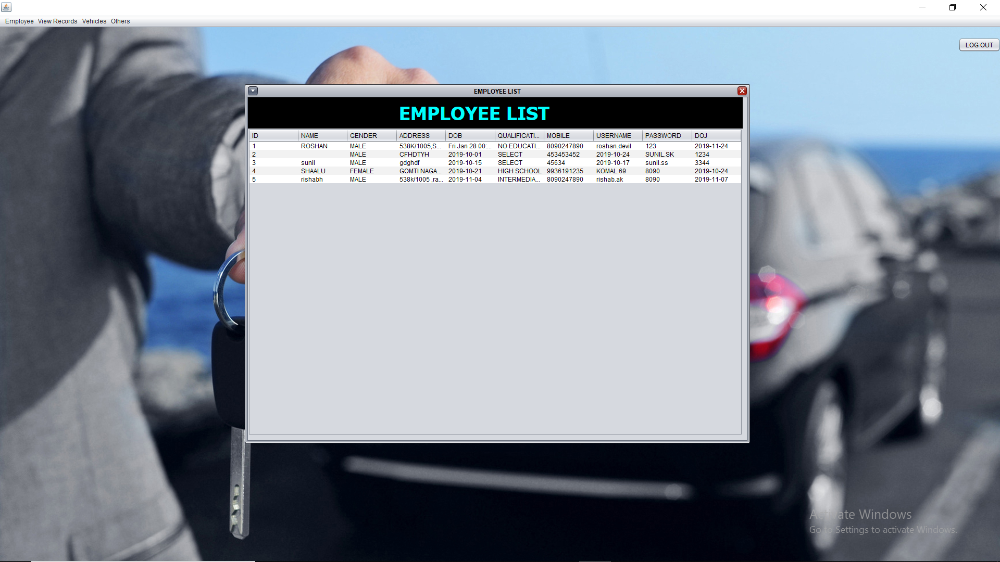 Employee View Records Vehicles Others
LOG OUT
EMPLOYEE LIST
EMPLOYEE LIST
ID NAME GENDER ADDRESS DOB QUALIFICATI... MOBILE USERNAME PASSWORD DOJ
1 ROSHAN MALE 538K/1005,S... Fri Jan 28 00:... NO EDUCATI... 8090247890 roshan.devil 123 2019-11-24
2 MALE CFHDTYH 2019-10-01 SELECT 453453452 2019-10-24 SUNIL.SK 1234
3 sunil MALE gdghdf 2019-10-15 SELECT 45634 2019-10-17 sunil.ss 3344
4 SHAALU FEMALE GOMTI NAGA... 2019-10-21 HIGH SCHOOL 9936191235 KOMAL.69 8090 2019-10-24
5 rishabh MALE 538k/1005 ,ra... 2019-11-04 INTERMEDIA... 8090247890 rishab.ak 8090 2019-11-07
Activate Windows
Go to Settings to activate Windows.